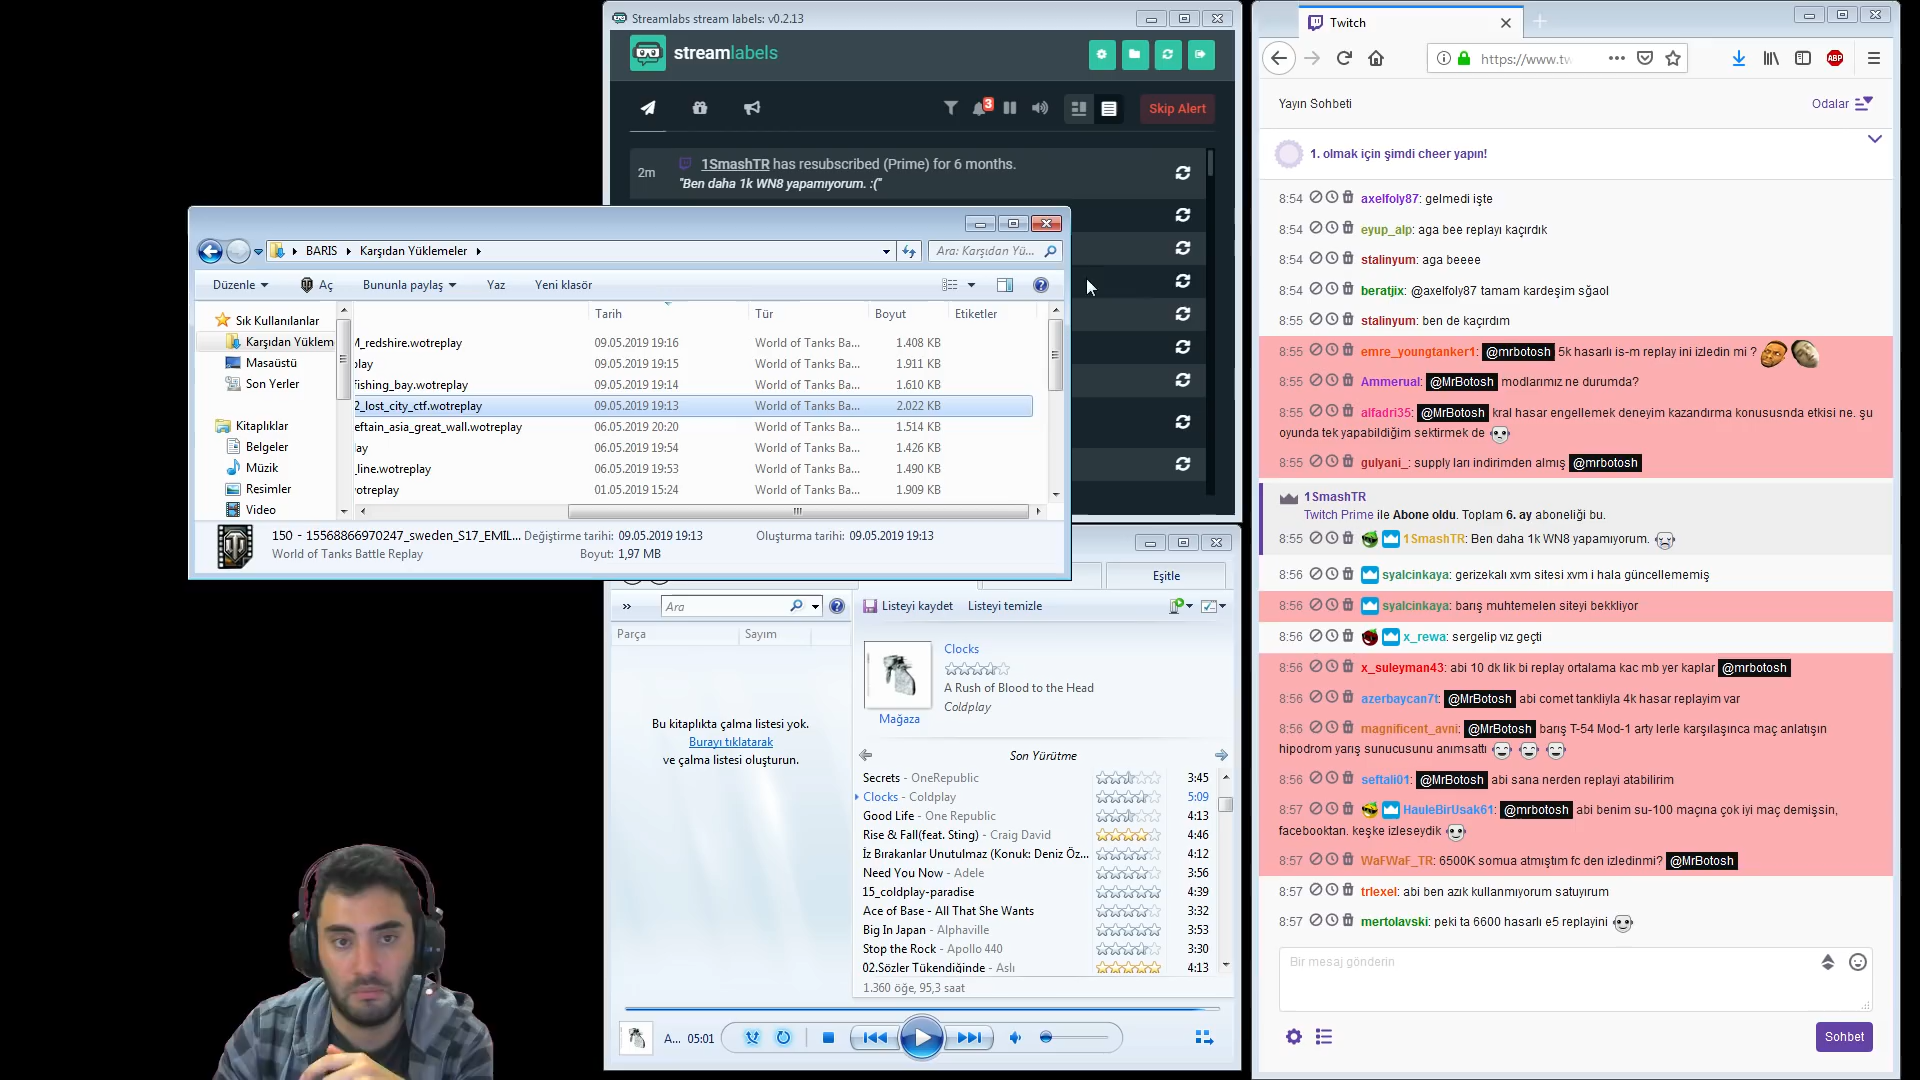 Streamlabs stream labels: v0.2.13
streamlabs
3
Skip Alert
2m
1SmashTR has resubscribed (Prime) for 6 months.
"Ben daha 1k WN8 yapamıyorum. :("
BARIS
Karşıdan Yüklemeler
Ara: Karşıdan Yü...
Düzenle
Aç
Bununla paylaş
Yaz
Yeni klasör
Sık Kullanılanlar
Karşıdan Yüklem
Masaüstü
Son Yerler
Kitaplıklar
Belgeler
Müzik
Resimler
Video
Tarih Tür Boyut Etiketler
M_redshire.wotreplay 09.05.2019 19:16 World of Tanks Ba... 1.408 KB
play 09.05.2019 19:15 World of Tanks Ba... 1.911 KB
fishing_bay.wotreplay 09.05.2019 19:14 World of Tanks Ba... 1.610 KB
2_lost_city_ctf.wotreplay 09.05.2019 19:13 World of Tanks Ba... 2.022 KB
eftain_asia_great_wall.wotreplay 06.05.2019 20:20 World of Tanks Ba... 1.514 KB
lay 06.05.2019 19:54 World of Tanks Ba... 1.426 KB
_line.wotreplay 06.05.2019 19:53 World of Tanks Ba... 1.490 KB
wotreplay 01.05.2019 15:24 World of Tanks Ba... 1.909 KB
150 - 15568866970247_sweden_S17_EMIL... Değiştirme tarihi: 09.05.2019 19:13 Oluşturma tarihi: 09.05.2019 19:13
World of Tanks Battle Replay Boyut: 1,97 MB
Eşitle
Ara
Listeyi kaydet
Listeyi temizle
Parça
Sayım
Bu kitaplıkta çalma listesi yok.
Burayı tıklatarak
ve çalma listesi oluşturun.
Clocks
A Rush of Blood to the Head
Coldplay
Mağaza
Son Yürütme
Secrets - OneRepublic 3:45
Clocks - Coldplay 5:09
Good Life - One Republic 4:13
Rise & Fall(feat. Sting) - Craig David 4:46
İz Bırakanlar Unutulmaz (Konuk: Deniz Öz... 4:12
Need You Now - Adele 3:56
15_coldplay-paradise 4:39
Ace of Base - All That She Wants 3:32
Big In Japan - Alphaville 3:53
Stop the Rock - Apollo 440 3:30
02.Sözler Tükendiğinde - Aslı 4:13
1.360 öğe, 95,3 saat
A... 05:01
Twitch
https://www.tw
ABP
Yayın Sohbeti
Odalar
1. olmak için şimdi cheer yapın!
8:54 axelfoly87: gelmedi işte
8:54 eyup_alp: aga bee replayı kaçırdık
8:54 stalinyum: aga beeee
8:54 beratjix: @axelfoly87 tamam kardeşim sğaol
8:55 stalinyum: ben de kaçırdım
8:55 emre_youngtanker1: @mrbotosh 5k hasarlı is-m replay ini izledin mi ?
8:55 Ammerual: @MrBotosh modlarımız ne durumda?
8:55 alfadri35: @MrBotosh kral hasar engellemek deneyim kazandırma konususnda etkisi ne. şu
oyunda tek yapabildiğim sektirmek de
8:55 gulyani_: supply ları indirimden almış @mrbotosh
1SmashTR
Twitch Prime ile Abone oldu. Toplam 6. ay aboneliği bu.
8:55 1SmashTR: Ben daha 1k WN8 yapamıyorum.
8:56 syalcinkaya: gerizekalı xvm sitesi xvm i hala güncellememiş
8:56 syalcinkaya: barış muhtemelen siteyi bekkliyor
8:56 x_rewa: sergelip vız geçti
8:56 x_suleyman43: abi 10 dk lik bi replay ortalama kac mb yer kaplar @mrbotosh
8:56 azerbaycan7t: @MrBotosh abi comet tankliyla 4k hasar replayim var
8:56 magnificent_avni: @MrBotosh barış T-54 Mod-1 arty lerle karşılaşınca maç anlatışın
hipodrom yarış sunucusunu anımsattı
8:56 seftali01: @MrBotosh abi sana nerden replayi atabilirim
8:57 HauleBirUsak61: @mrbotosh abi benim su-100 maçına çok iyi maç demişsin,
facebooktan. keşke izleseydik
8:57 WaFWaF_TR: 6500K somua atmıştım fc den izledinmi? @MrBotosh
8:57 trlexel: abi ben azık kullanmıyorum satuyırum
8:57 mertolavski: peki ta 6600 hasarlı e5 replayini
Bir mesaj gönderin
Sohbet